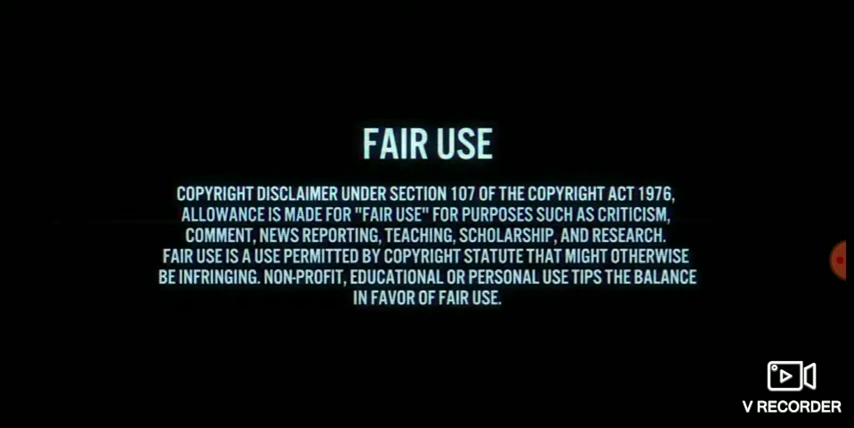 FAIR USE
COPYRIGHT DISCLAIMER UNDER SECTION 107 OF THE COPYRIGHT ACT 1976,
ALLOWANCE IS MADE FOR "FAIR USE" FOR PURPOSES SUCH AS CRITICISM,
COMMENT, NEWS REPORTING, TEACHING, SCHOLARSHIP, AND RESEARCH.
FAIR USE IS A USE PERMITTED BY COPYRIGHT STATUTE THAT MIGHT OTHERWISE
BE INFRINGING. NON-PROFIT, EDUCATIONAL OR PERSONAL USE TIPS THE BALANCE
IN FAVOR OF FAIR USE.
V RECORDER